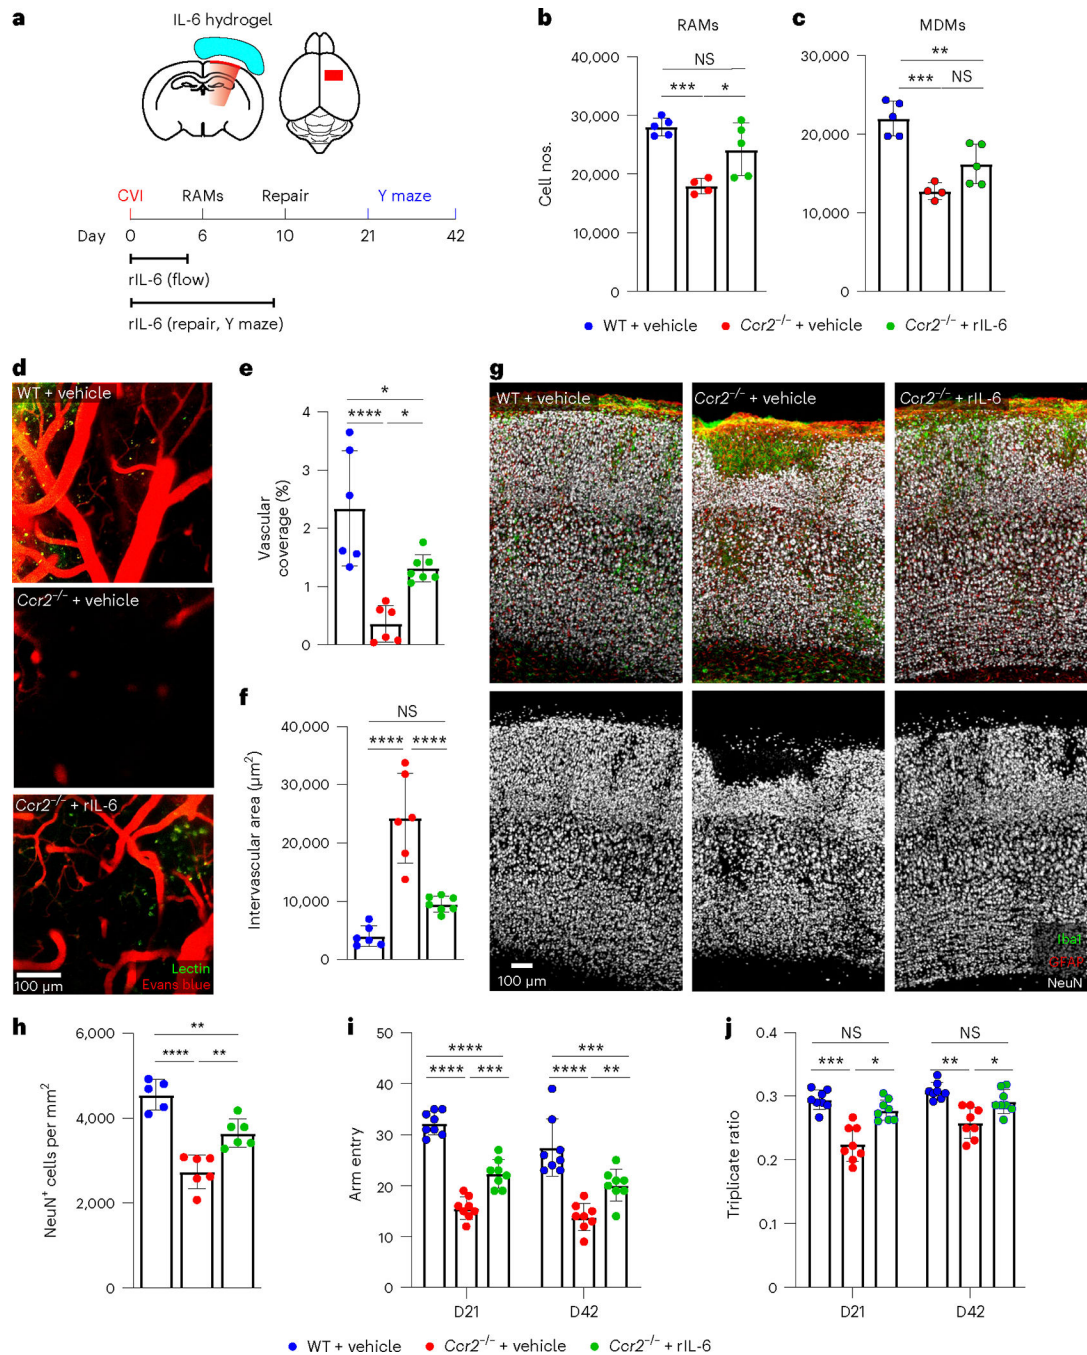 a
IL-6 hydrogel
CVI RAMs Repair Y maze
Day 0 6 10 21 42
rIL-6 (flow)
rIL-6 (repair, Y maze)
b
RAMs
Cell nos.
40,000
30,000
20,000
10,000
0
NS
*** *
c
MDMs
30,000
20,000
10,000
0
**
*** NS
WT + vehicle Ccr2−/− + vehicle Ccr2−/− + rIL-6
d
WT + vehicle
Ccr2−/− + vehicle
Ccr2−/− + rIL-6
Lectin
Evans blue
100 µm
e
Vascular
coverage (%)
4
3
2
1
0
*
**** *
f
Intervascular area (µm²)
40,000
30,000
20,000
10,000
0
NS
**** ****
g
WT + vehicle
Ccr2−/− + vehicle
Ccr2−/− + rIL-6
100 µm
Iba1
GFAP
NeuN
h
NeuN⁺ cells per mm²
6,000
4,000
2,000
0
**
**** **
i
Arm entry
50
40
30
20
10
0
**** ***
**** *** **** **
D21 D42
j
Triplicate ratio
0.4
0.3
0.2
0.1
0
NS NS
*** * ** *
D21 D42
WT + vehicle Ccr2−/− + vehicle Ccr2−/− + rIL-6